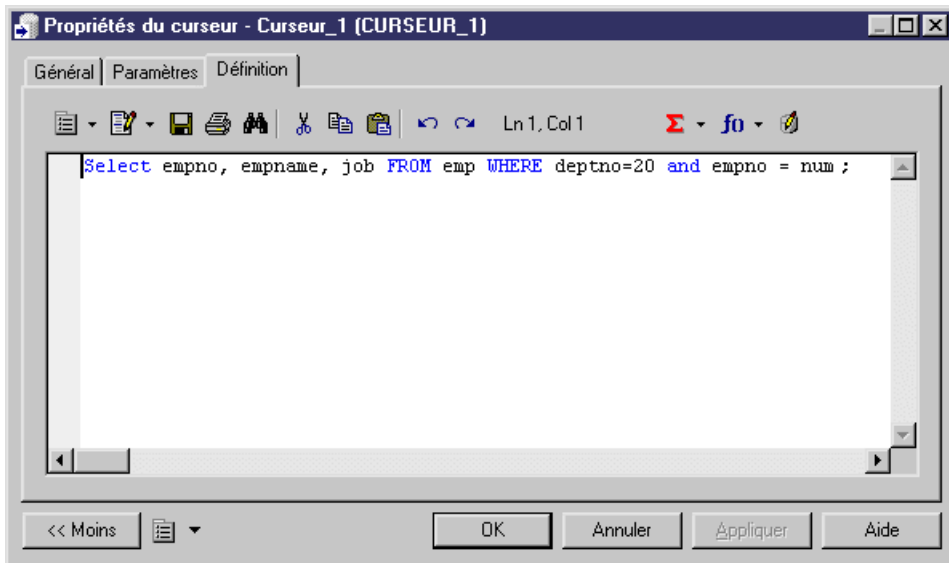 Propriétés du curseur - Curseur_1 (CURSEUR_1)
Général Paramètres Définition
Ln 1, Col 1 Σ f()
Select empno, empname, job FROM emp WHERE deptno=20 and empno = num ;
<< Moins OK Annuler Appliquer Aide